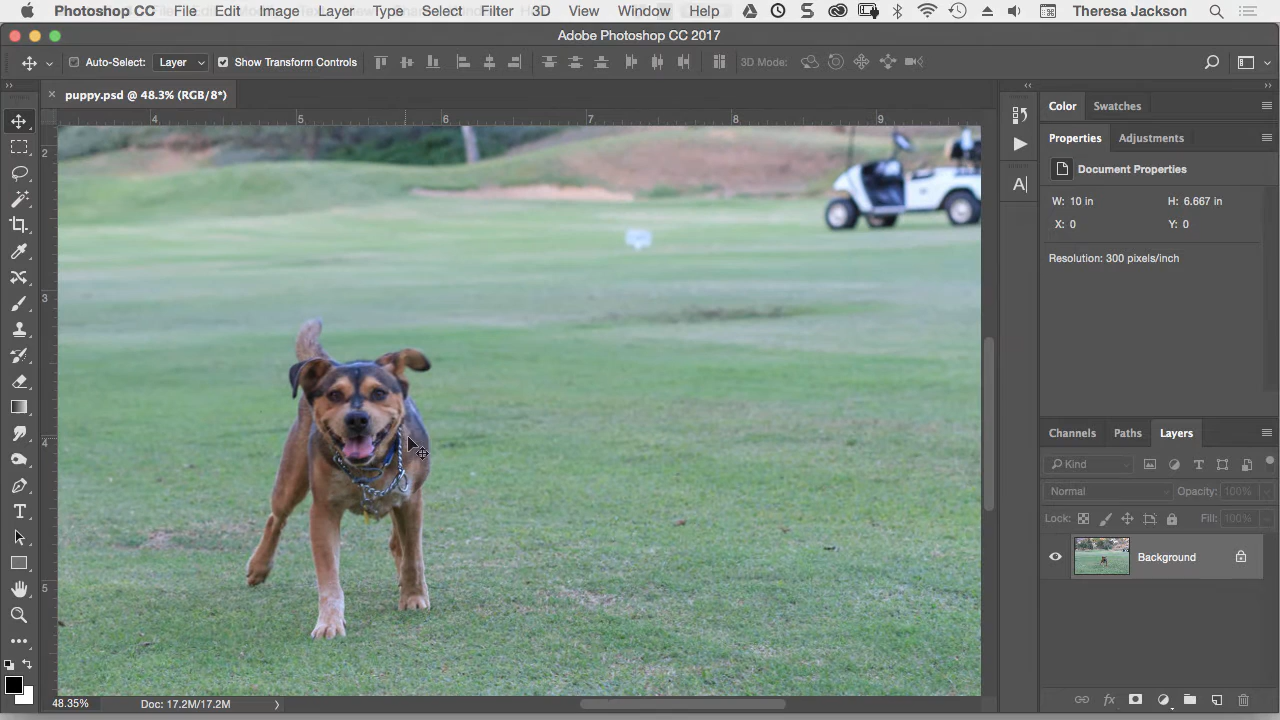 Photoshop CC File Edit Image Layer Type Select Filter 3D View Window Help Theresa Jackson
Adobe Photoshop CC 2017
Auto-Select: Layer Show Transform Controls 3D Mode:
× puppy.psd @ 48.3% (RGB/8*)
4 5 6 7 8 9
2
3
4
5
Color Swatches
Properties Adjustments
Document Properties
W: 10 in H: 6.667 in
X: 0 Y: 0
Resolution: 300 pixels/inch
Channels Paths Layers
Kind
Normal Opacity: 100%
Lock: Fill: 100%
Background
48.35% Doc: 17.2M/17.2M